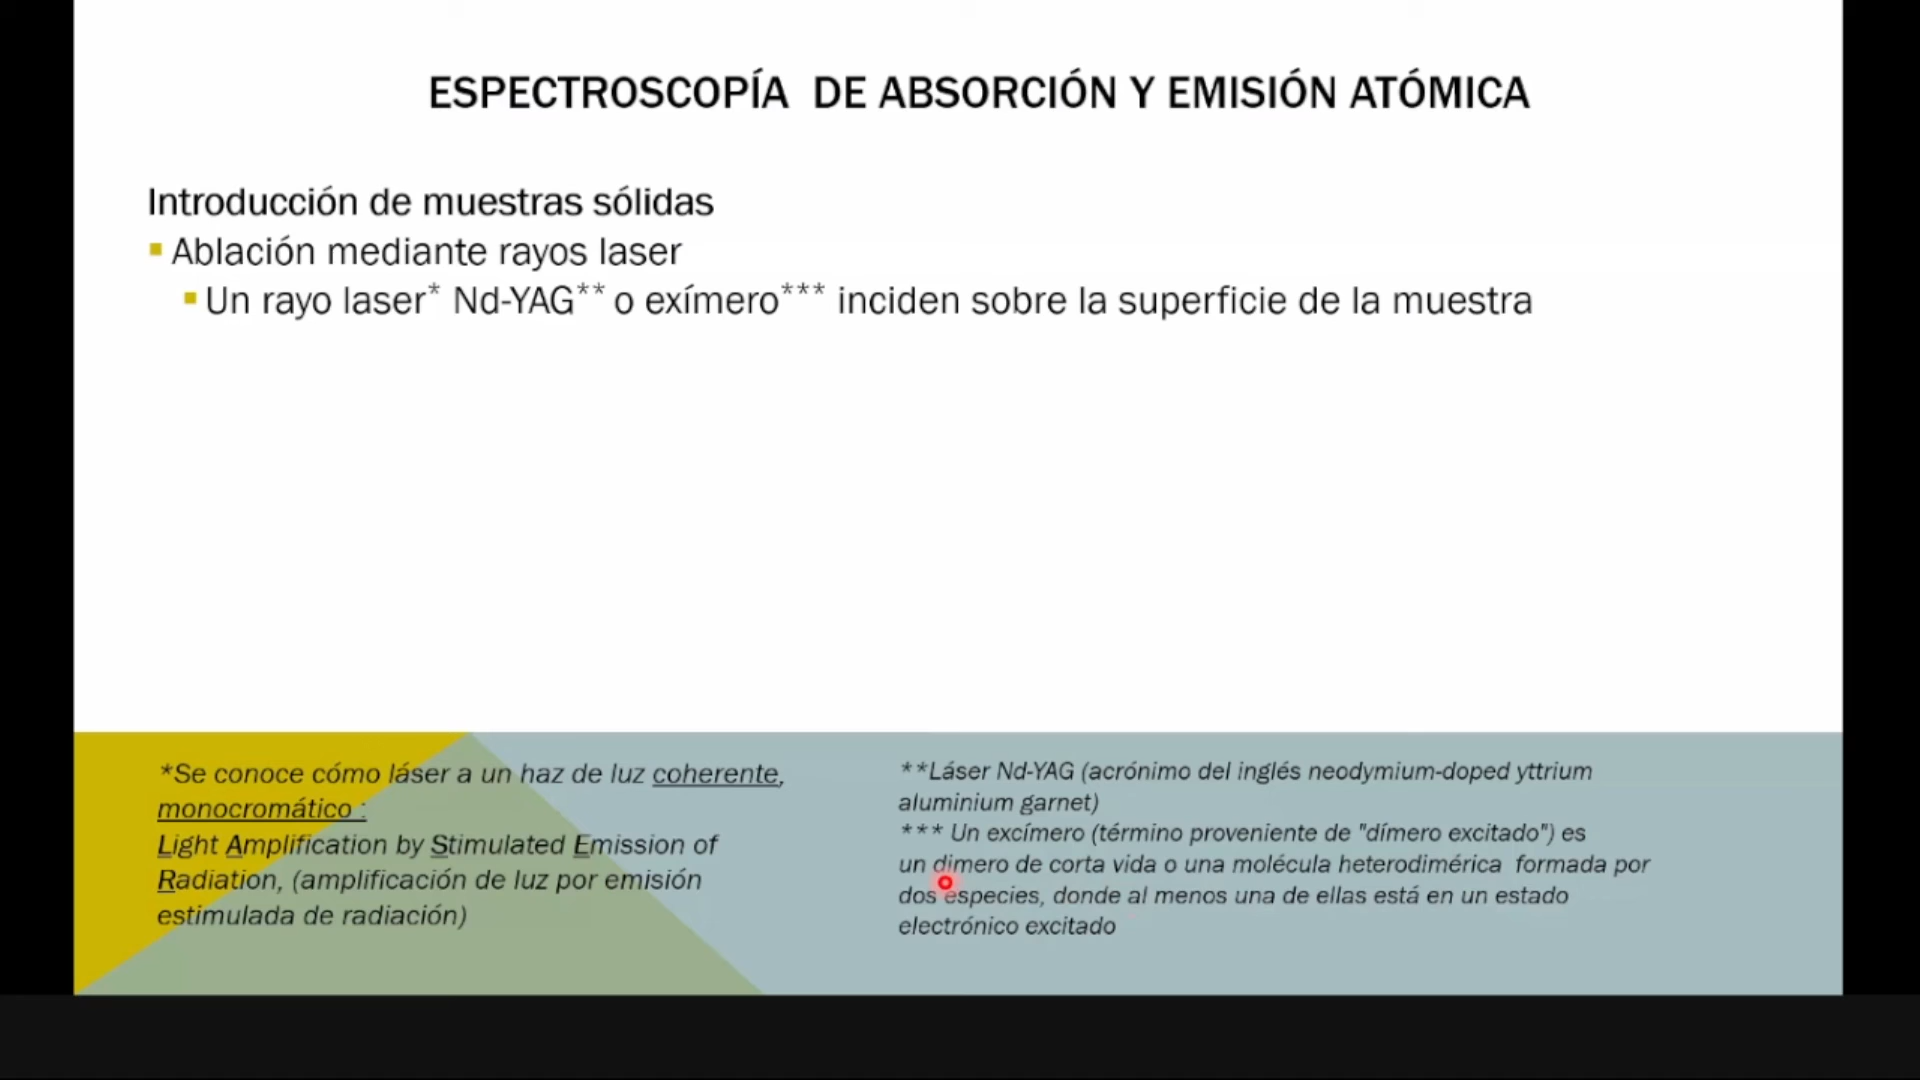 ESPECTROSCOPÍA DE ABSORCIÓN Y EMISIÓN ATÓMICA
Introducción de muestras sólidas
Ablación mediante rayos laser
Un rayo laser* Nd-YAG** o exímero*** inciden sobre la superficie de la muestra
*Se conoce cómo láser a un haz de luz coherente,
monocromático :
Light Amplification by Stimulated Emission of
Radiation, (amplificación de luz por emisión
estimulada de radiación)
**Láser Nd-YAG (acrónimo del inglés neodymium-doped yttrium
aluminium garnet)
*** Un excímero (término proveniente de "dímero excitado") es
un dimero de corta vida o una molécula heterodimérica formada por
dos especies, donde al menos una de ellas está en un estado
electrónico excitado